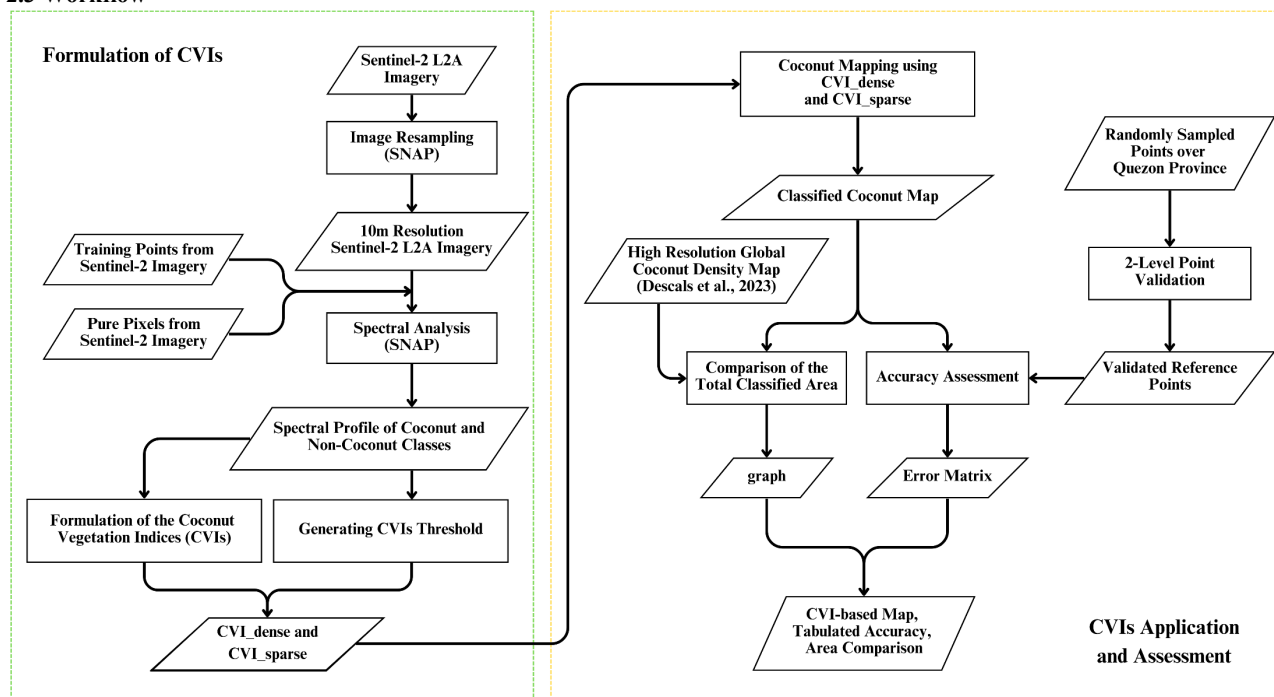 2.3 Workflow
Formulation of CVIs
Sentinel-2 L2A
Imagery
Image Resampling
(SNAP)
10m Resolution
Sentinel-2 L2A Imagery
Training Points from
Sentinel-2 Imagery
Pure Pixels from
Sentinel-2 Imagery
Spectral Analysis
(SNAP)
Spectral Profile of Coconut and
Non-Coconut Classes
Formulation of the Coconut
Vegetation Indices (CVIs)
Generating CVIs Threshold
CVI_dense and
CVI_sparse
Coconut Mapping using
CVI_dense
and CVI_sparse
Classified Coconut Map
Randomly Sampled
Points over
Quezon Province
High Resolution Global
Coconut Density Map
(Descals et al., 2023)
2-Level Point
Validation
Comparison of the
Total Classified Area
Accuracy Assessment
Validated Reference
Points
graph
Error Matrix
CVI-based Map,
Tabulated Accuracy,
Area Comparison
CVIs Application
and Assessment